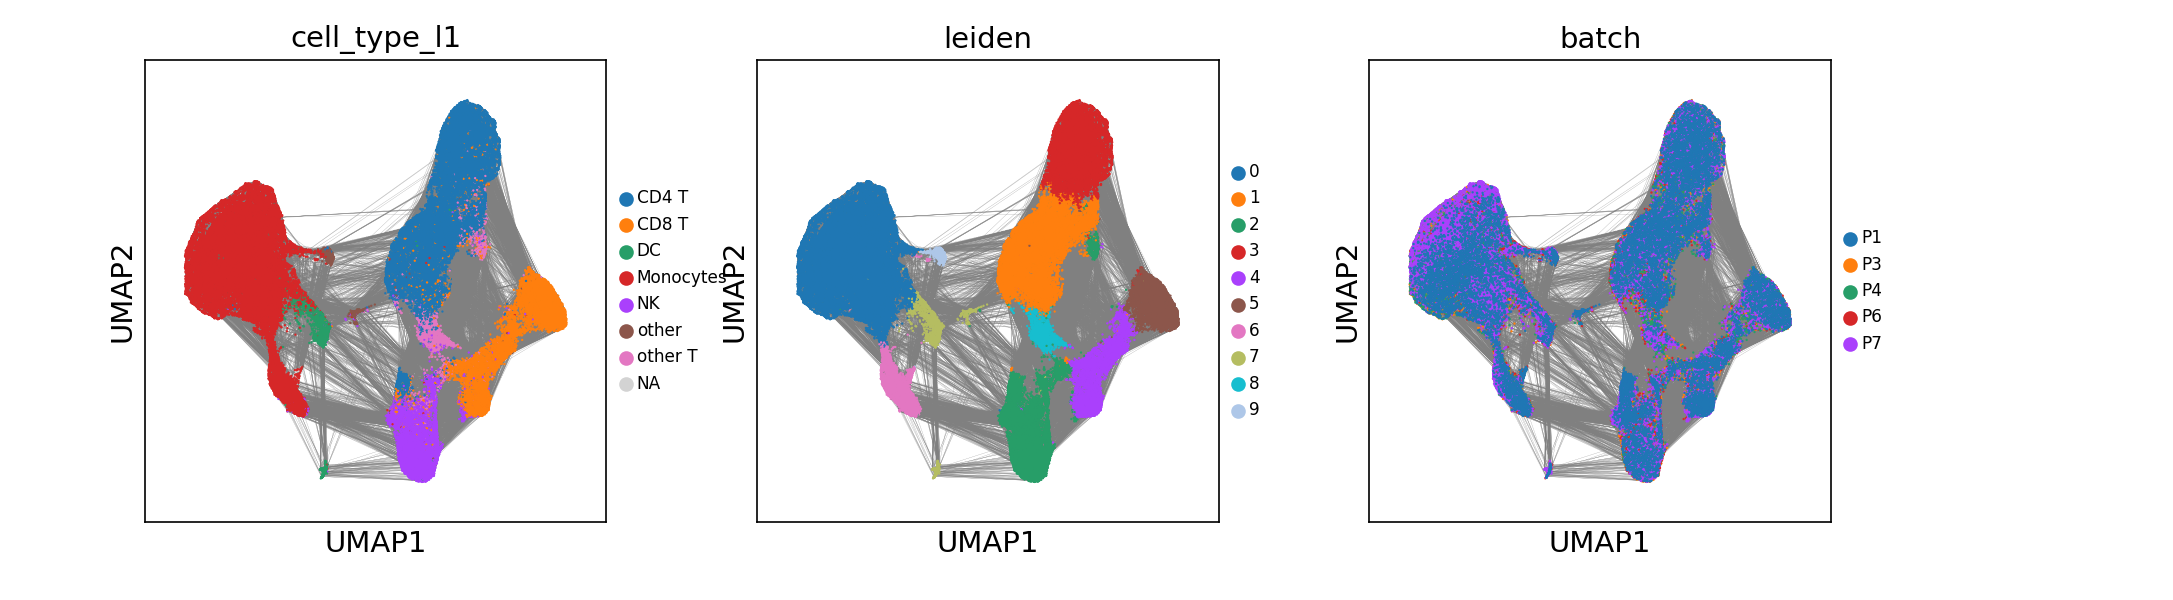 cell_type_l1
UMAP2
UMAP1
CD4 T
CD8 T
DC
Monocytes
NK
other
other T
NA
leiden
UMAP2
UMAP1
0
1
2
3
4
5
6
7
8
9
batch
UMAP2
UMAP1
P1
P3
P4
P6
P7